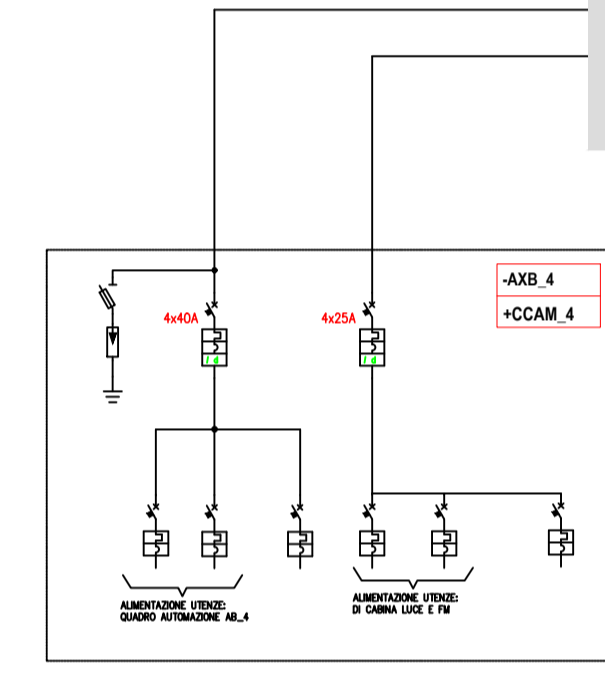 -AXB_4
+CCAM_4
4x40A
4x25A
I d
I d
ALIMENTAZIONE UTENZE:
QUADRO AUTOMAZIONE AB_4
ALIMENTAZIONE UTENZE:
DI CABINA LUCE E FM